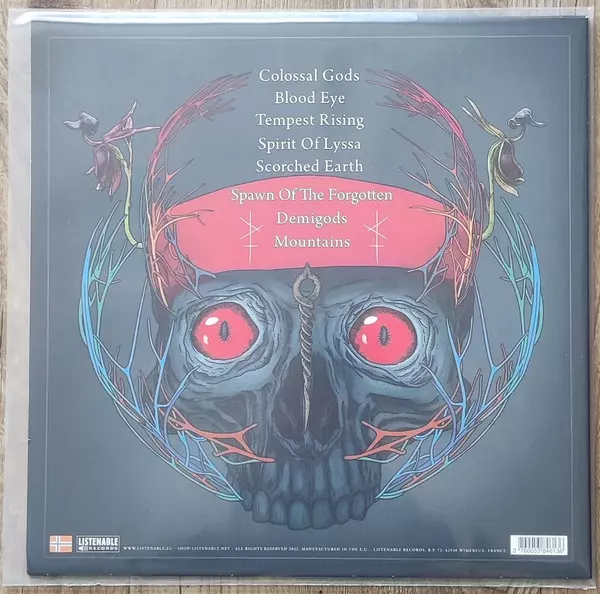 Colossal Gods
Blood Eye
Tempest Rising
Spirit Of Lyssa
Scorched Earth
Spawn Of The Forgotten
Demigods
Mountains
LISTENABLE
RECORDS
WWW.LISTENABLE.EU - SHOP-LISTENABLE.NET - ALL RIGHTS RESERVED 2022. MANUFACTURED IN THE E.U. - LISTENABLE RECORDS, B.P. 73, 62930 WIMEREUX, FRANCE.